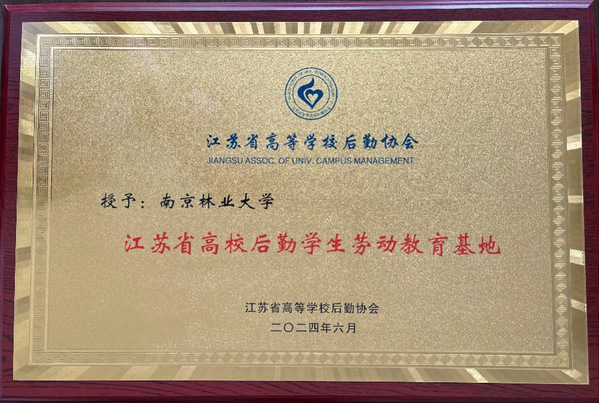 江苏省高等学校后勤协会
JIANGSU ASSOC. OF UNIV. CAMPUS MANAGEMENT
授予：南京林业大学
江苏省高校后勤学生劳动教育基地
江苏省高等学校后勤协会
二〇二四年六月